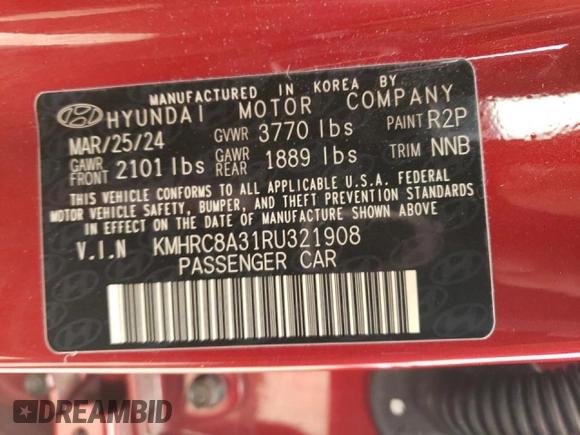 MANUFACTURED IN KOREA BY
HYUNDAI MOTOR COMPANY
MAR/25/24 GVWR 3770 lbs PAINT R2P
GAWR FRONT 2101 lbs GAWR REAR 1889 lbs TRIM NNB
THIS VEHICLE CONFORMS TO ALL APPLICABLE U.S.A. FEDERAL
MOTOR VEHICLE SAFETY, BUMPER, AND THEFT PREVENTION STANDARDS
IN EFFECT ON THE DATE OF MANUFACTURE SHOWN ABOVE.
V.I.N KMHRC8A31RU321908
PASSENGER CAR
DREAMBID